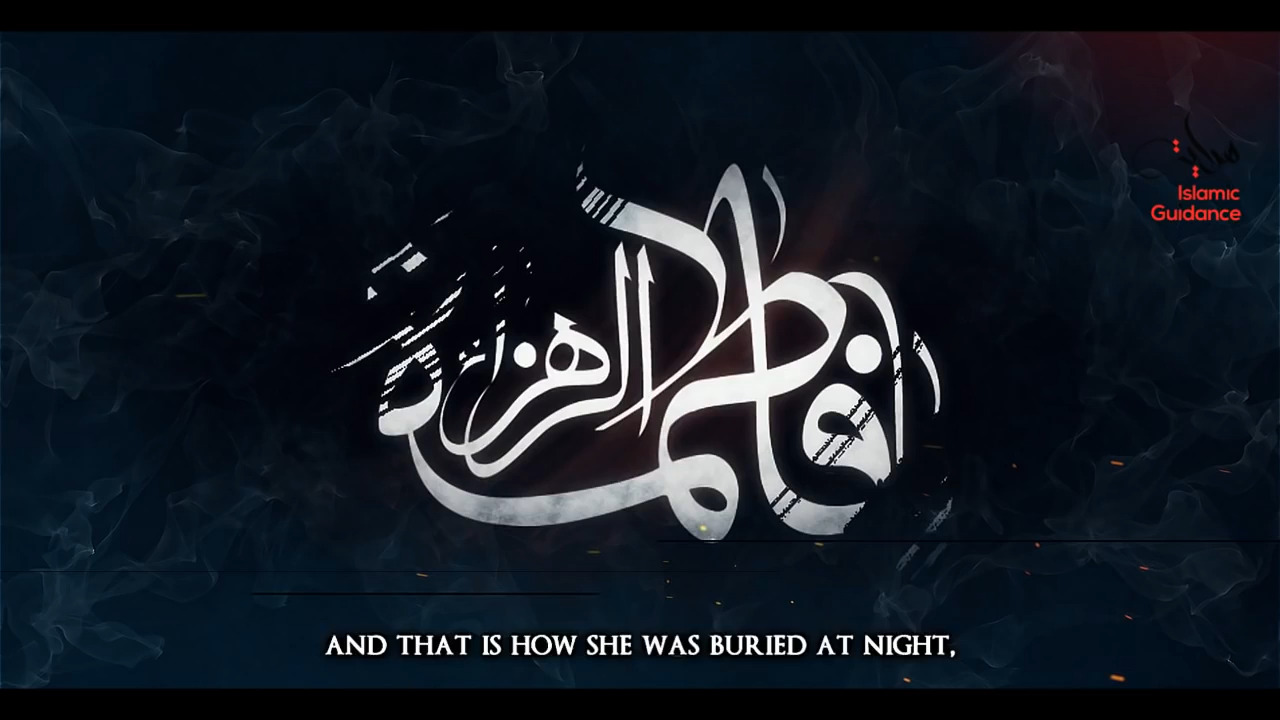 فاطمة الزهراء
Islamic
Guidance
AND THAT IS HOW SHE WAS BURIED AT NIGHT,